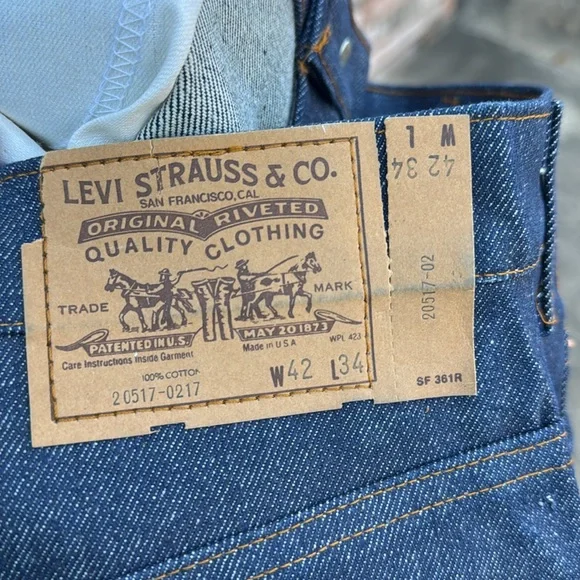 LEVI STRAUSS & CO.
SAN FRANCISCO, CAL
ORIGINAL RIVETED
QUALITY CLOTHING
TRADE MARK
PATENTED IN U.S. MAY 20 1873
Care Instructions Inside Garment Made in U S A WPL 423
100% COTTON
20517-0217
W42 L34
W L
42 34
20517-02
SF 361R